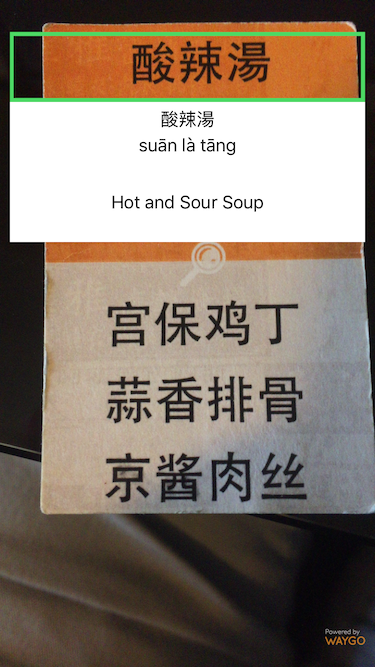 酸辣湯
酸辣湯
suān là tāng
Hot and Sour Soup
宫保鸡丁
蒜香排骨
京酱肉丝
Powered by
WAYGO